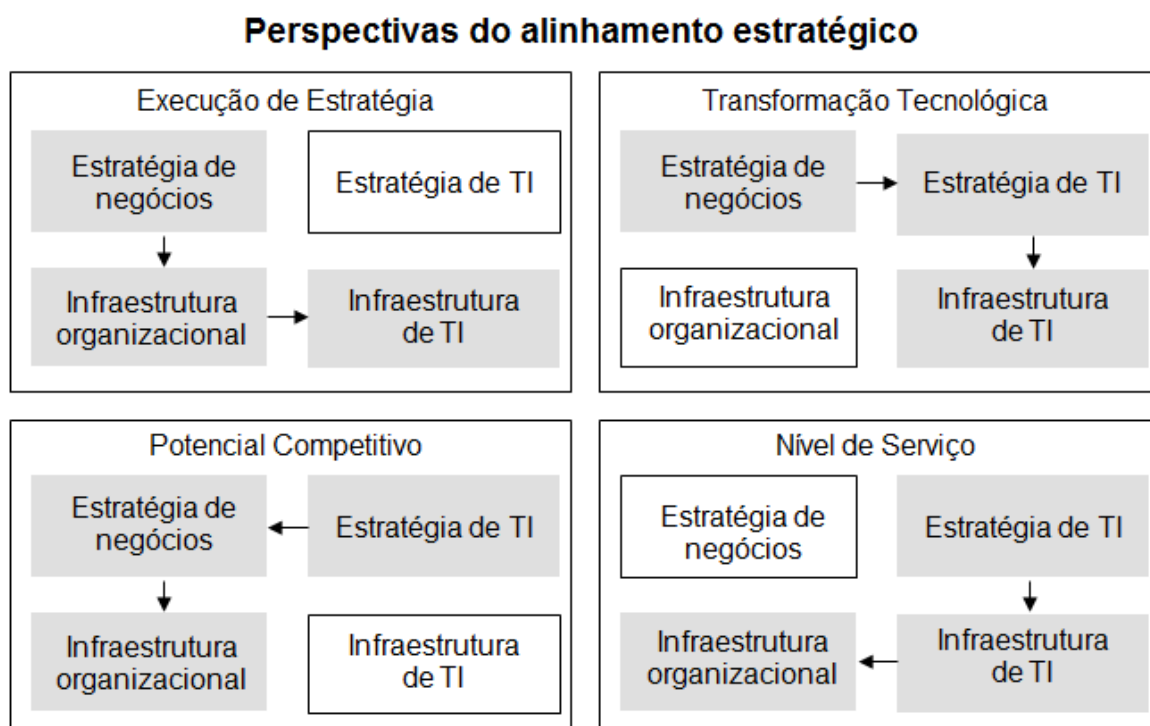 Perspectivas do alinhamento estratégico
Execução de Estratégia
Estratégia de
negócios
Estratégia de TI
Infraestrutura
organizacional
Infraestrutura
de TI
Transformação Tecnológica
Estratégia de
negócios
Estratégia de TI
Infraestrutura
organizacional
Infraestrutura
de TI
Potencial Competitivo
Estratégia de
negócios
Estratégia de TI
Infraestrutura
organizacional
Infraestrutura
de TI
Nível de Serviço
Estratégia de
negócios
Estratégia de TI
Infraestrutura
organizacional
Infraestrutura
de TI